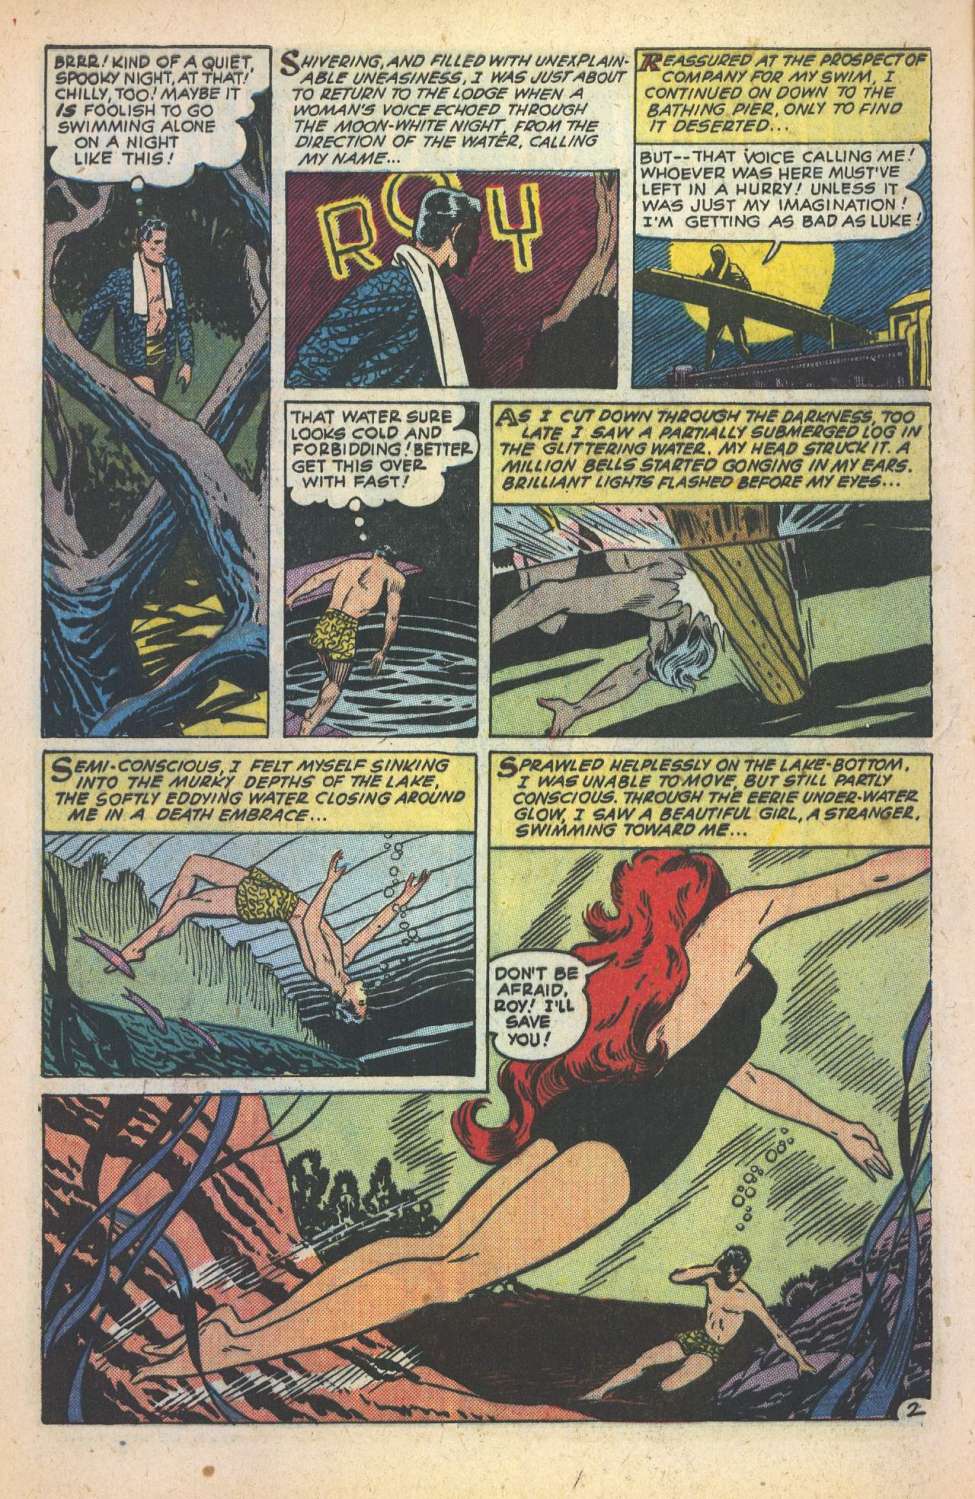 BRRR! KIND OF A QUIET,
SPOOKY NIGHT, AT THAT!
CHILLY, TOO! MAYBE IT
IS FOOLISH TO GO
SWIMMING ALONE
ON A NIGHT
LIKE THIS!
SHIVERING, AND FILLED WITH UNEXPLAIN-
ABLE UNEASINESS, I WAS JUST ABOUT
TO RETURN TO THE LODGE WHEN A
WOMAN'S VOICE ECHOED THROUGH
THE MOON-WHITE NIGHT, FROM THE
DIRECTION OF THE WATER, CALLING
MY NAME...
ROY
REASSURED AT THE PROSPECT OF
COMPANY FOR MY SWIM, I
CONTINUED ON DOWN TO THE
BATHING PIER, ONLY TO FIND
IT DESERTED...
BUT--THAT VOICE CALLING ME!
WHOEVER WAS HERE MUST'VE
LEFT IN A HURRY! UNLESS IT
WAS JUST MY IMAGINATION!
I'M GETTING AS BAD AS LUKE!
THAT WATER SURE
LOOKS COLD AND
FORBIDDING! BETTER
GET THIS OVER
WITH FAST!
AS I CUT DOWN THROUGH THE DARKNESS, TOO
LATE I SAW A PARTIALLY SUBMERGED LOG IN
THE GLITTERING WATER. MY HEAD STRUCK IT. A
MILLION BELLS STARTED GONGING IN MY EARS.
BRILLIANT LIGHTS FLASHED BEFORE MY EYES...
SEMI-CONSCIOUS, I FELT MYSELF SINKING
INTO THE MURKY DEPTHS OF THE LAKE,
THE SOFTLY EDDYING WATER CLOSING AROUND
ME IN A DEATH EMBRACE...
SPRAWLED HELPLESSLY ON THE LAKE-BOTTOM,
I WAS UNABLE TO MOVE, BUT STILL PARTLY
CONSCIOUS. THROUGH THE EERIE UNDER-WATER
GLOW, I SAW A BEAUTIFUL GIRL, A STRANGER,
SWIMMING TOWARD ME...
DON'T BE
AFRAID,
ROY! I'LL
SAVE
YOU!
2